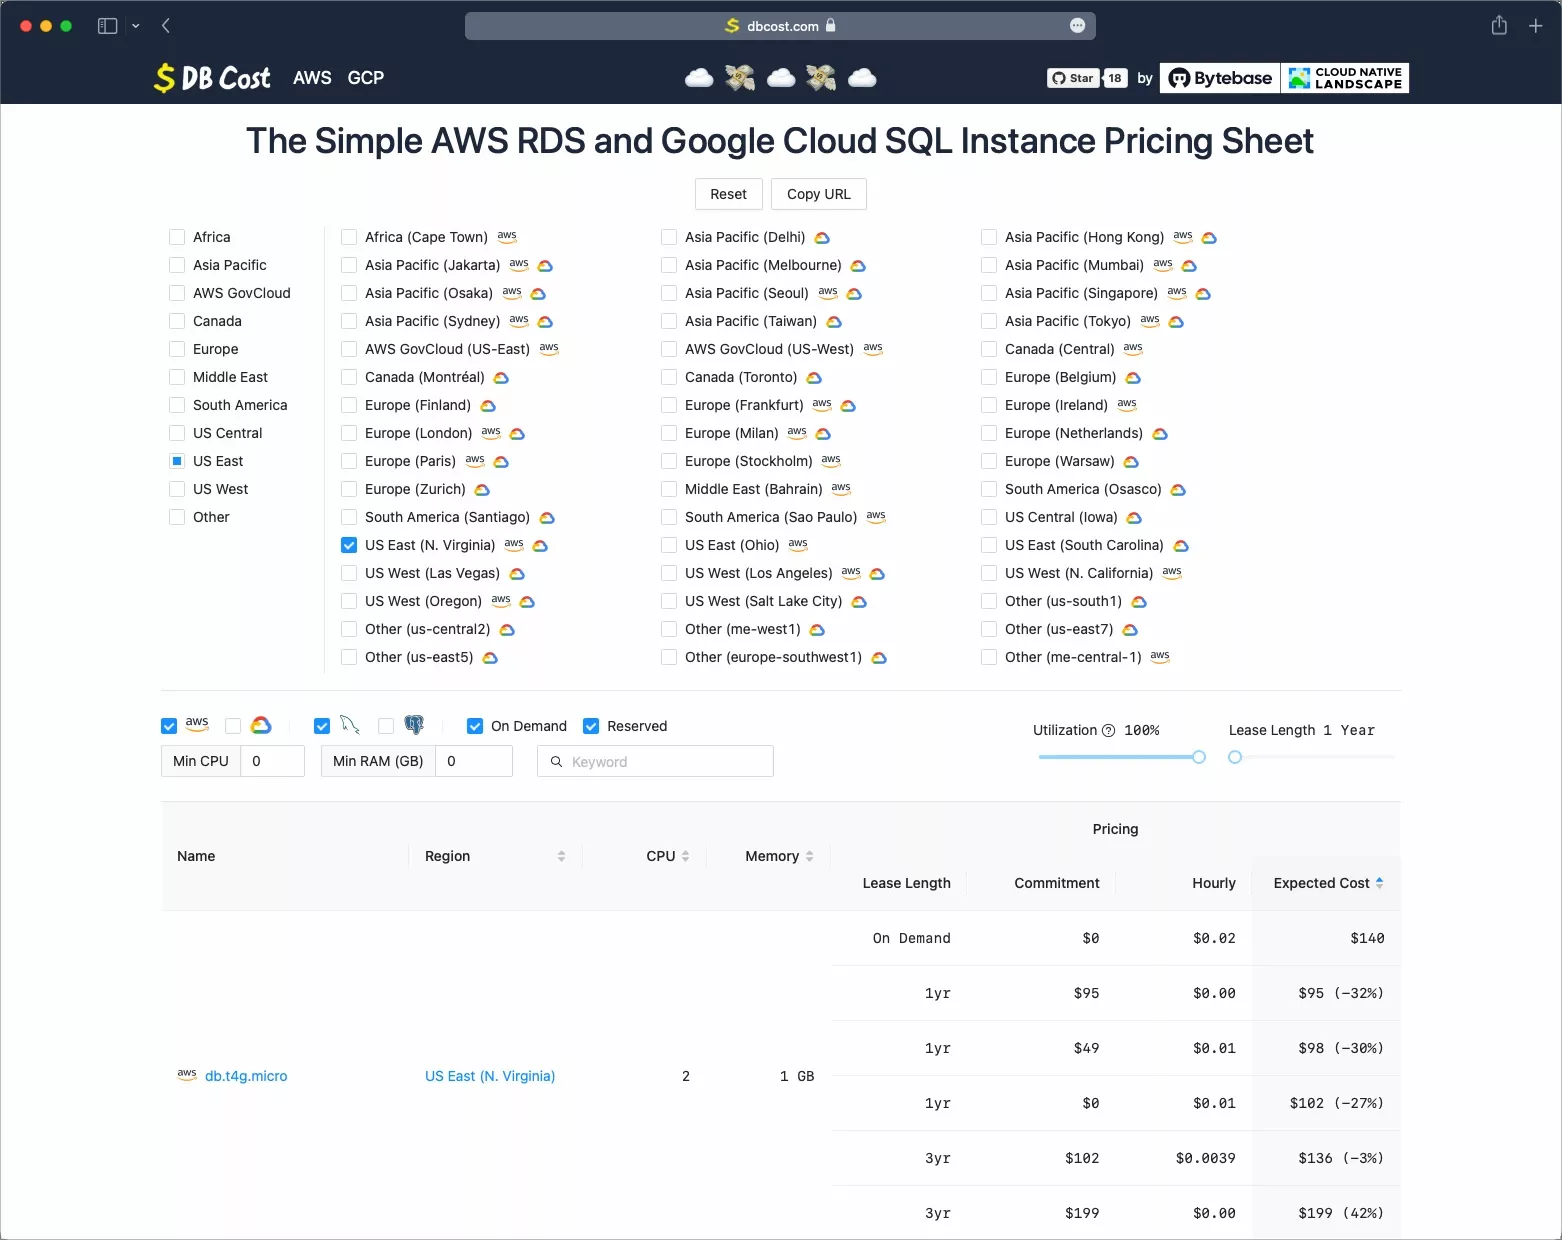 dbcost.com
DB Cost AWS GCP Star 18 by Bytebase CLOUD NATIVE LANDSCAPE
The Simple AWS RDS and Google Cloud SQL Instance Pricing Sheet
Reset Copy URL
Africa
Asia Pacific
AWS GovCloud
Canada
Europe
Middle East
South America
US Central
US East
US West
Other
Africa (Cape Town) aws Asia Pacific (Delhi) Asia Pacific (Hong Kong) aws
Asia Pacific (Jakarta) aws Asia Pacific (Melbourne) Asia Pacific (Mumbai) aws
Asia Pacific (Osaka) aws Asia Pacific (Seoul) aws Asia Pacific (Singapore) aws
Asia Pacific (Sydney) aws Asia Pacific (Taiwan) Asia Pacific (Tokyo) aws
AWS GovCloud (US-East) aws AWS GovCloud (US-West) aws Canada (Central) aws
Canada (Montréal) Canada (Toronto) Europe (Belgium)
Europe (Finland) Europe (Frankfurt) aws Europe (Ireland) aws
Europe (London) aws Europe (Milan) aws Europe (Netherlands)
Europe (Paris) aws Europe (Stockholm) aws Europe (Warsaw)
Europe (Zurich) Middle East (Bahrain) aws South America (Osasco)
South America (Santiago) South America (Sao Paulo) aws US Central (Iowa)
US East (N. Virginia) aws US East (Ohio) aws US East (South Carolina)
US West (Las Vegas) US West (Los Angeles) aws US West (N. California) aws
US West (Oregon) aws US West (Salt Lake City) Other (us-south1)
Other (us-central2) Other (me-west1) Other (us-east7)
Other (us-east5) Other (europe-southwest1) Other (me-central-1) aws
aws On Demand Reserved Utilization 100% Lease Length 1 Year
Min CPU 0 Min RAM (GB) 0 Keyword
Pricing
Name Region CPU Memory
Lease Length Commitment Hourly Expected Cost
On Demand $0 $0.02 $140
1yr $95 $0.00 $95 (-32%)
1yr $49 $0.01 $98 (-30%)
aws db.t4g.micro US East (N. Virginia) 2 1 GB
1yr $0 $0.01 $102 (-27%)
3yr $102 $0.0039 $136 (-3%)
3yr $199 $0.00 $199 (42%)